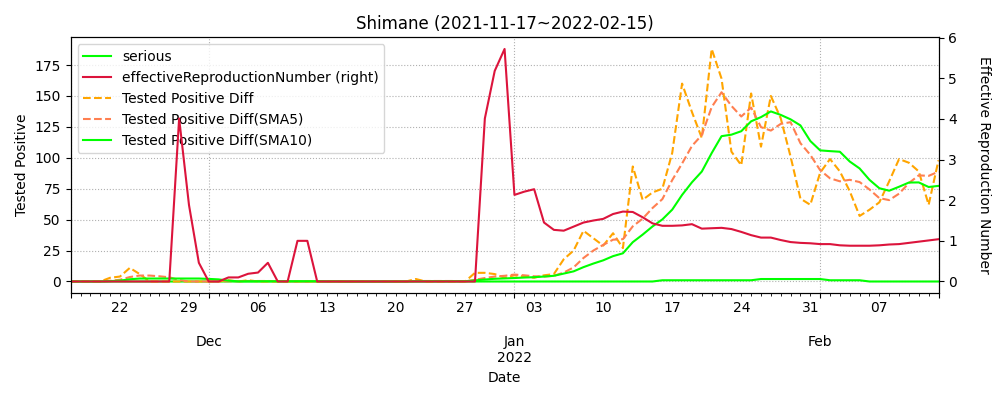 Shimane (2021-11-17~2022-02-15)
serious
effectiveReproductionNumber (right)
Tested Positive Diff
Tested Positive Diff(SMA5)
Tested Positive Diff(SMA10)
Tested Positive
175
150
125
100
75
50
25
0
6
5
4
3
2
1
0
Effective Reproduction Number
22 29 06 13 20 27 03 10 17 24 31 07
Dec Jan Feb
2022
Date